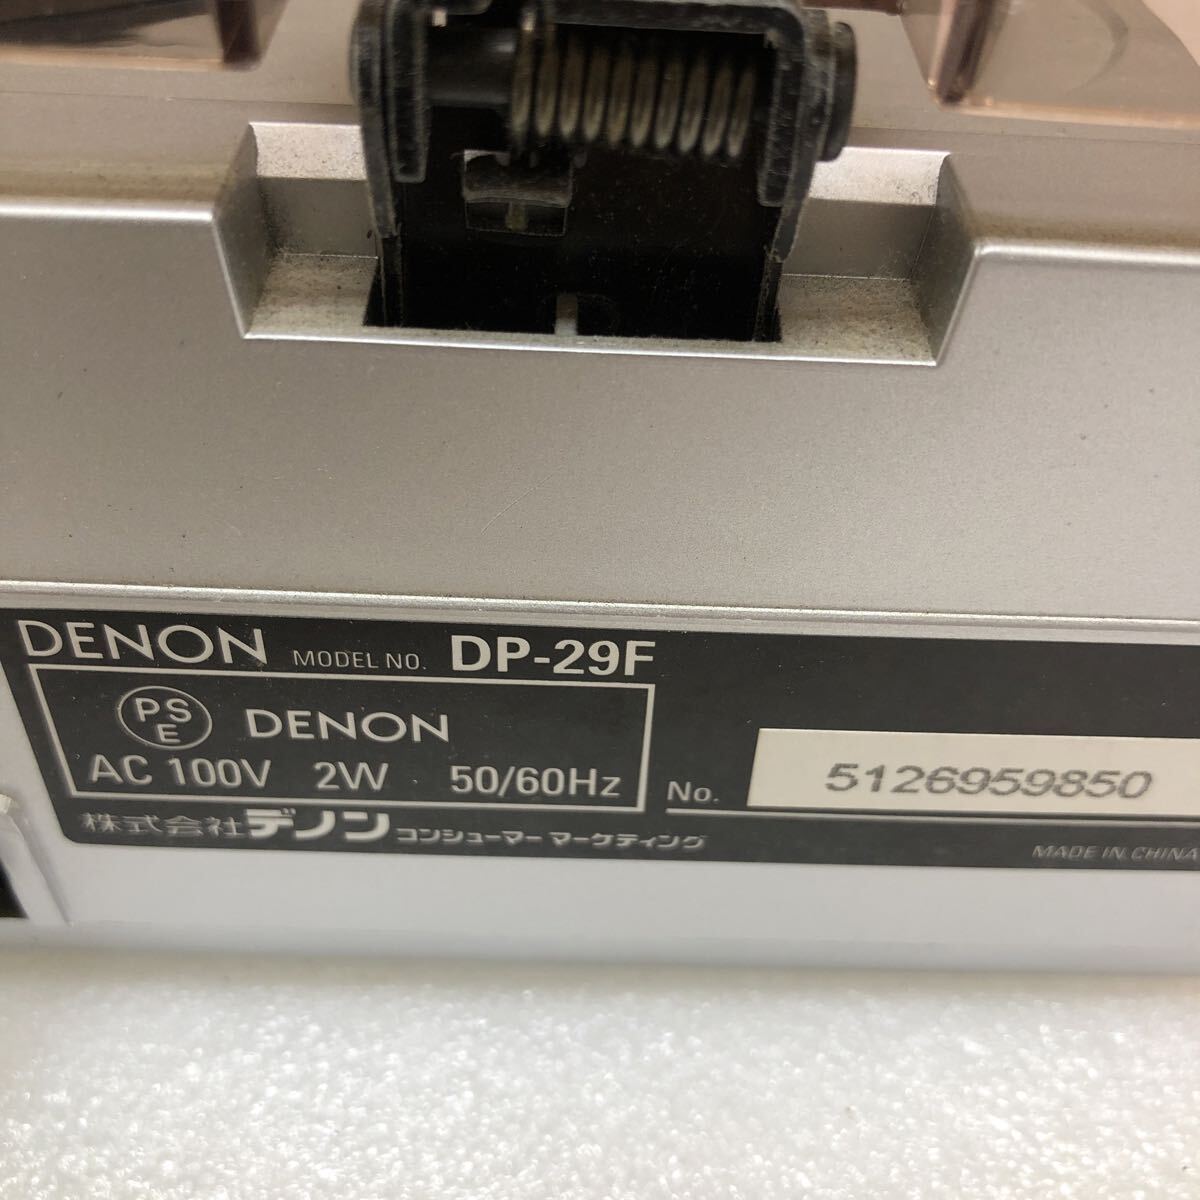 DENON MODEL NO. DP-29F
PS
E
DENON
AC 100V 2W 50/60Hz
No. 5126959850
株式会社デノン コンシューマー マーケティング
MADE IN CHINA